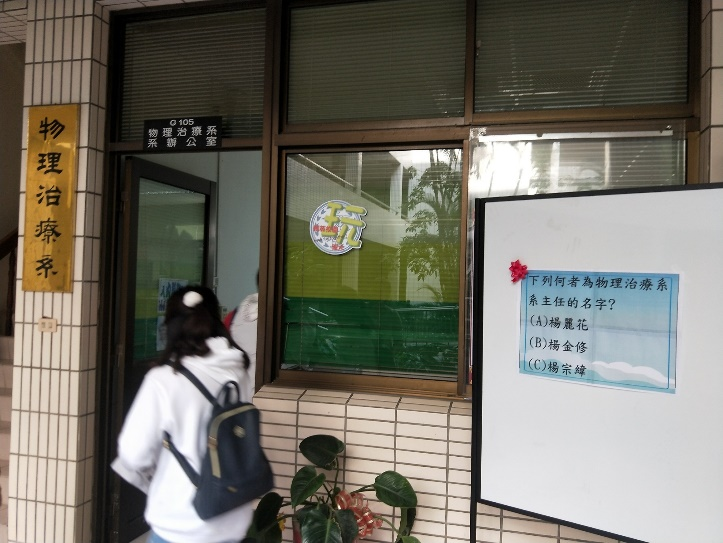 物理治療系
G 105
物理治療系
系辦公室
玩
下列何者為物理治療系
系主任的名字?
(A)楊麗花
(B)楊金修
(C)楊宗緯